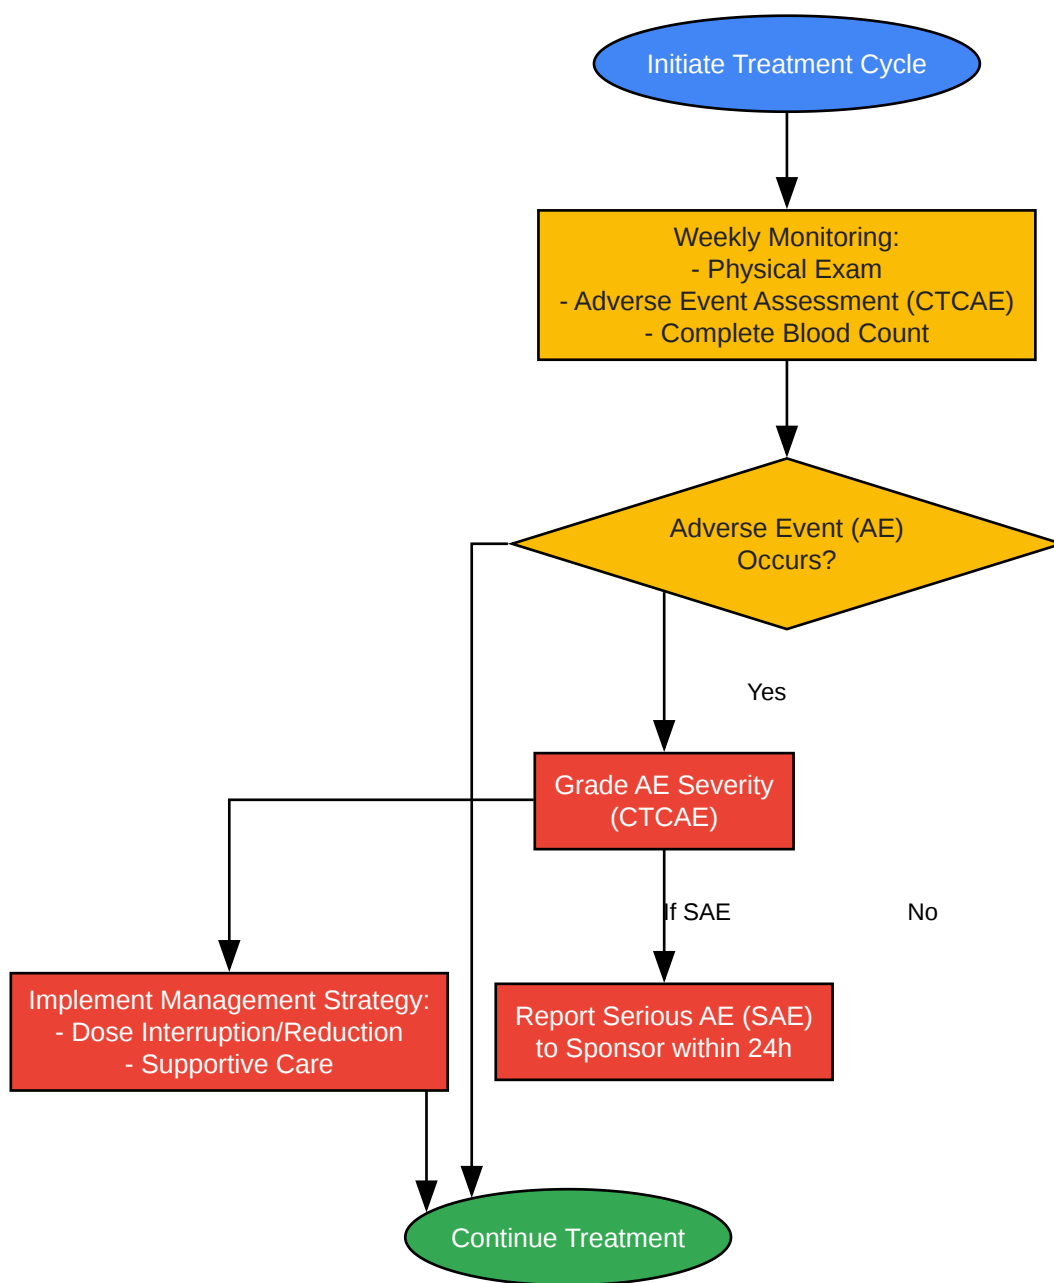 Initiate Treatment Cycle
Weekly Monitoring:
- Physical Exam
- Adverse Event Assessment (CTCAE)
- Complete Blood Count
Adverse Event (AE)
Occurs?
Yes
Grade AE Severity
(CTCAE)
If SAE
No
Implement Management Strategy:
- Dose Interruption/Reduction
- Supportive Care
Report Serious AE (SAE)
to Sponsor within 24h
Continue Treatment